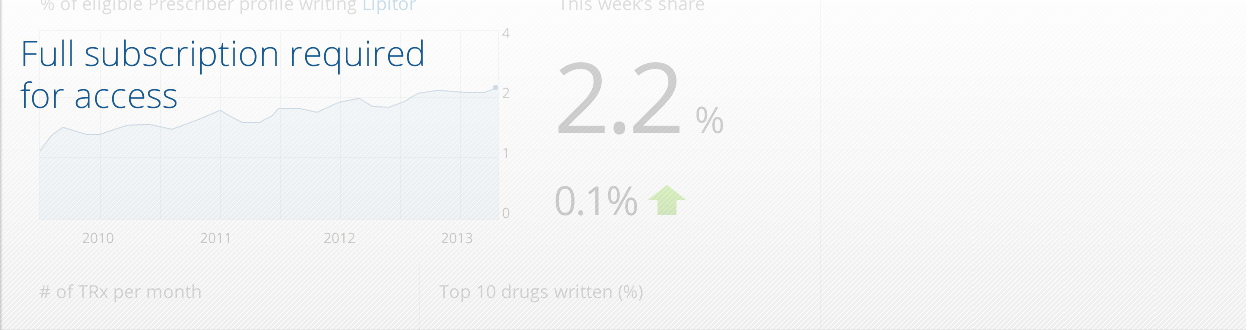 % of eligible Prescriber profile writing Lipitor
This week's share
Full subscription required
for access
4
2
1
0
2.2 %
0.1%
2010 2011 2012 2013
# of TRx per month
Top 10 drugs written (%)